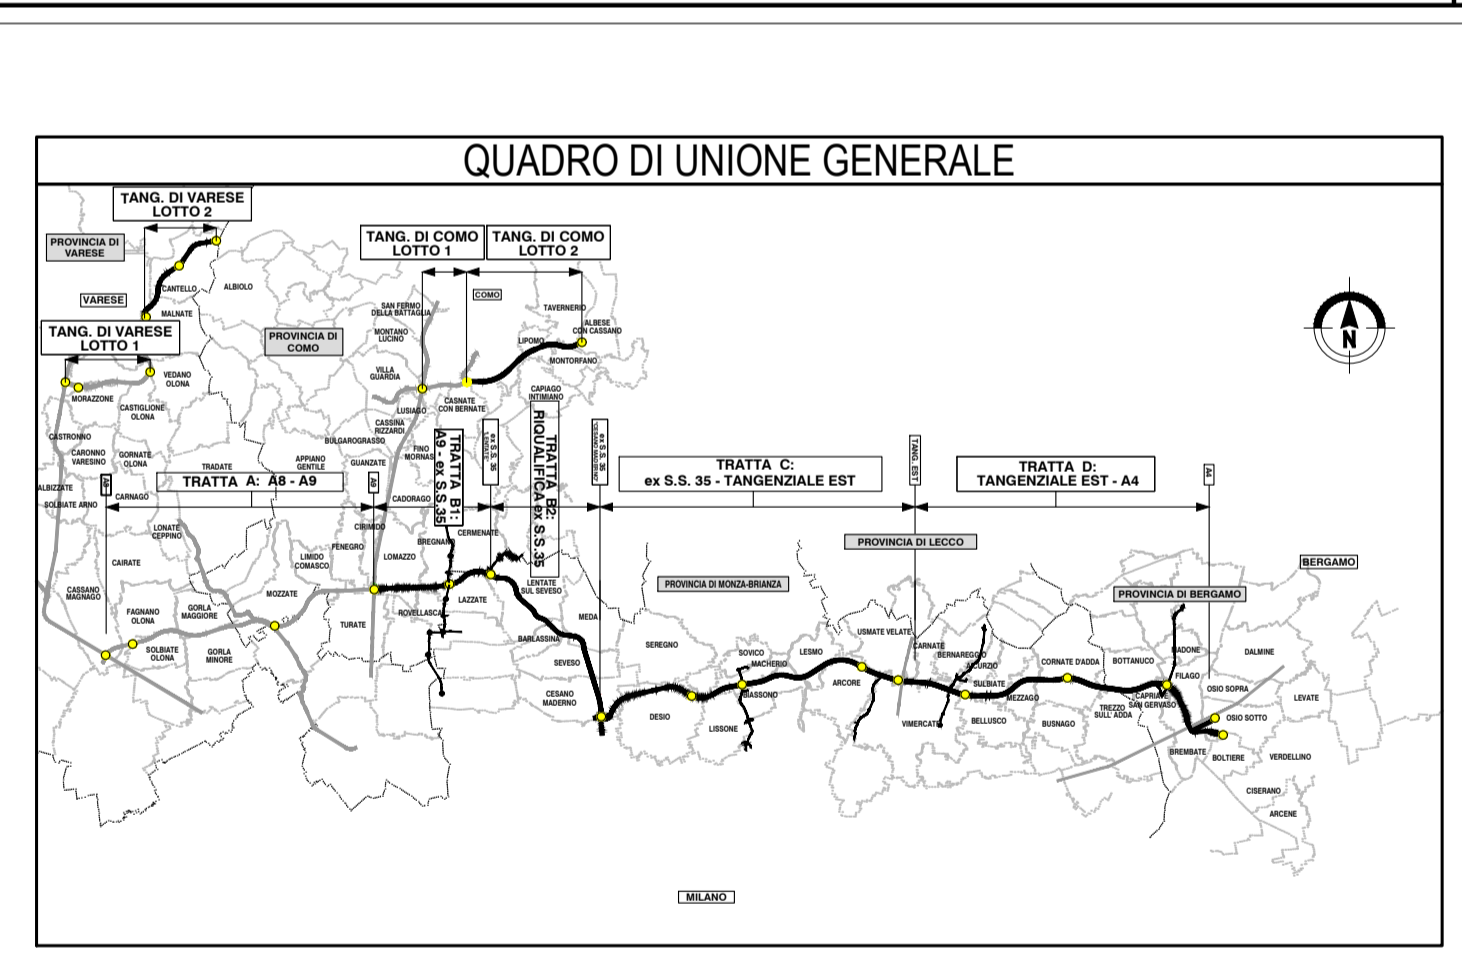 QUADRO DI UNIONE GENERALE
TANG. DI VARESE
LOTTO 2
PROVINCIA DI
VARESE
TANG. DI COMO
LOTTO 1
TANG. DI COMO
LOTTO 2
CANTELLO
ALBIOLO
VARESE
MALNATE
COMO
SAN FERMO
DELLA BATTAGLIA
TAVERNERIO
ALBESE
CON CASSANO
TANG. DI VARESE
LOTTO 1
PROVINCIA DI
COMO
MONTANO
LUCINO
LIPOMO
MONTORFANO
N
VEDANO
OLONA
VILLA
GUARDIA
MORAZZONE
CASTIGLIONE
OLONA
LUSIAGO
CASNATE
CON BERNATE
CAPIAGO
INTIMIANO
CASSINA
RIZZARDI
CASTRONNO
BULGAROGRASSO
FINO
MORNAS
CARONNO
VARESINO
GORNATE
OLONA
TRADATE
APPIANO
GENTILE
GUANZATE
TRATTA A: A8 - A9
A9
TRATTA B1:
A9 - ex S.S.35
ex S.S. 35
TRATTA B2:
RIQUALIFICA ex S.S.35
ex S.S. 35
TRATTA C:
ex S.S. 35 - TANGENZIALE EST
TANG. EST
TRATTA D:
TANGENZIALE EST - A4
A4
ALBIZZATE
CARNAGO
SOLBIATE ARNO
CADORAGO
LONATE
CEPPINO
CIRIMIDO
CERMENATE
BREGNANO
FENEGRO
LIMIDO
COMASCO
LOMAZZO
PROVINCIA DI LECCO
CAIRATE
BERGAMO
CASSANO
MAGNAGO
MOZZATE
LAZZATE
LENTATE
SUL SEVESO
PROVINCIA DI MONZA-BRIANZA
PROVINCIA DI BERGAMO
FAGNANO
OLONA
GORLA
MAGGIORE
ROVELLASCA
TURATE
MEDA
SOLBIATE
OLONA
GORLA
MINORE
BARLASSINA
SEREGNO
USMATE VELATE
CARNATE
SEVESO
SOVICO
MACHERIO
LESMO
BERNAREGGIO
AICURZIO
CORNATE D'ADDA
BOTTANUCO
MADONE
DALMINE
FILAGO
CESANO
MADERNO
BIASSONO
ARCORE
SULBIATE
MEZZAGO
CAPRIATE
SAN GERVASO
OSIO SOPRA
LEVATE
DESIO
LISSONE
VIMERCATE
BELLUSCO
BUSNAGO
TREZZO
SULL' ADDA
OSIO SOTTO
BREMBATE
BOLTIERE
VERDELLINO
CISERANO
ARCENE
MILANO